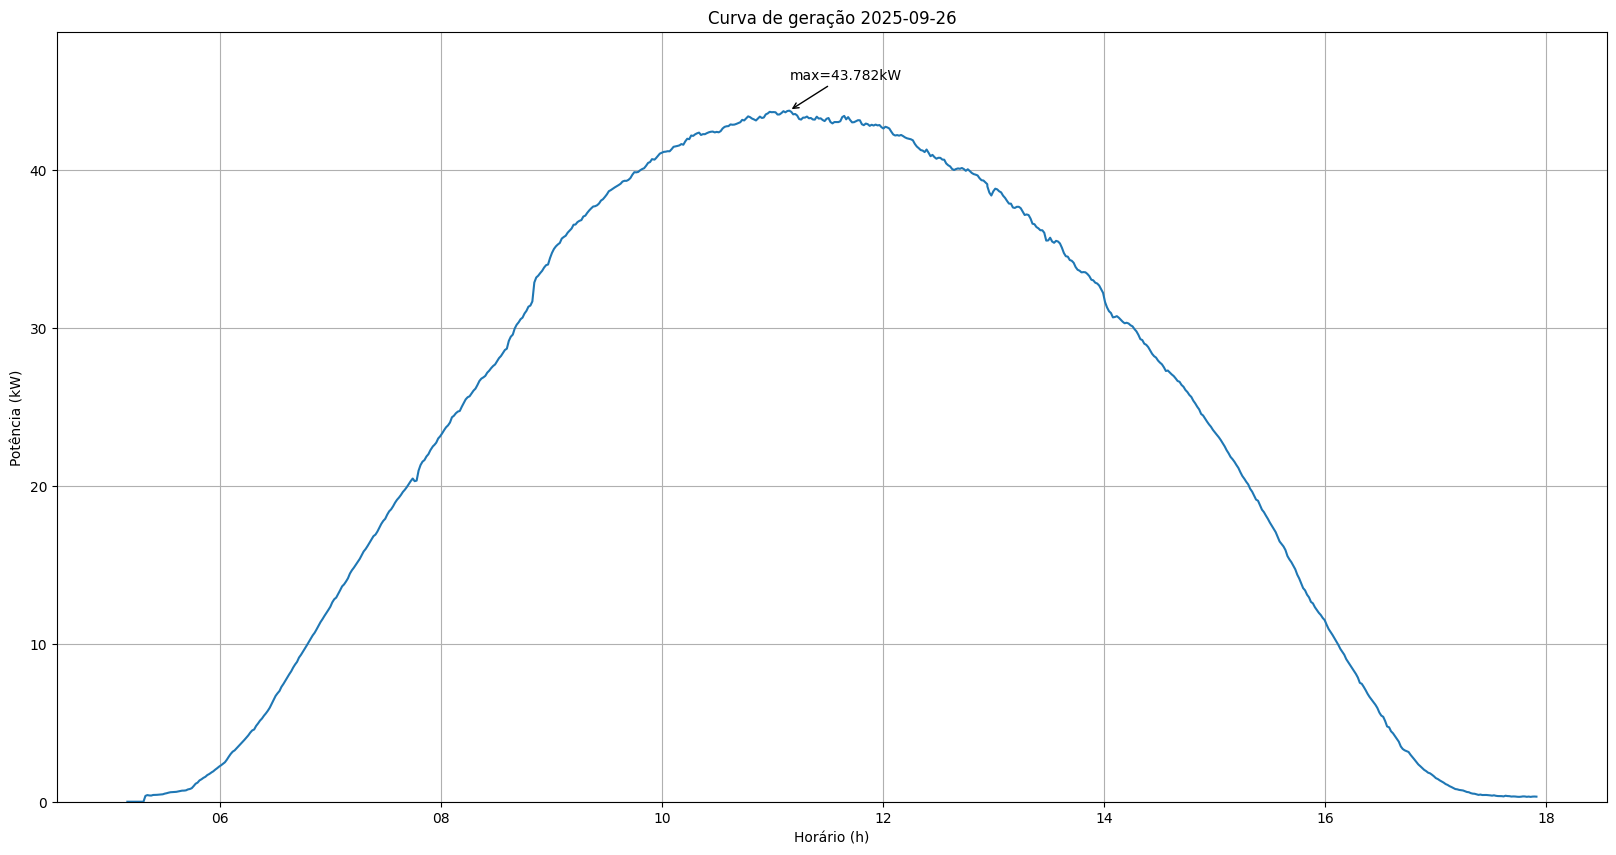 Curva de geração 2025-09-26
max=43.782kW
Potência (kW)
40
30
20
10
0
06 08 10 12 14 16 18
Horário (h)